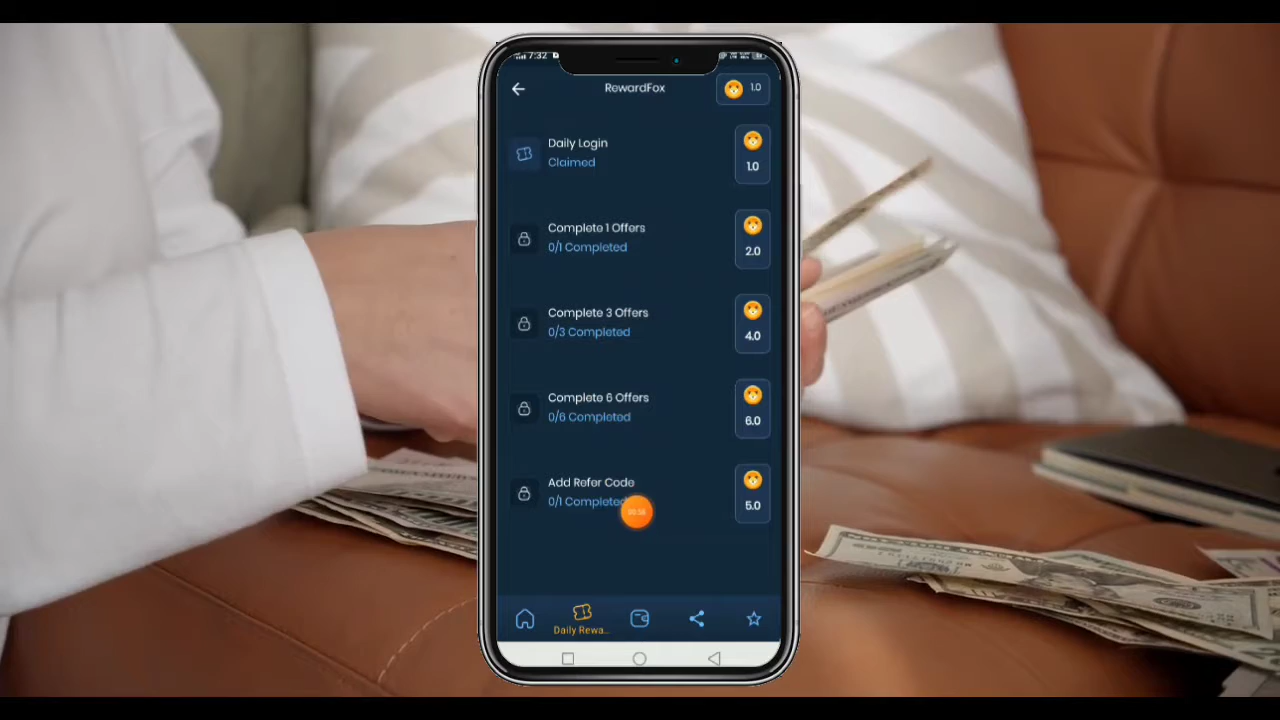 7:32
RewardFox
1.0
Daily Login
Claimed
1.0
Complete 1 Offers
0/1 Completed
2.0
Complete 3 Offers
0/3 Completed
4.0
Complete 6 Offers
0/6 Completed
6.0
Add Refer Code
0/1 Completed
5.0
Daily Rewa...